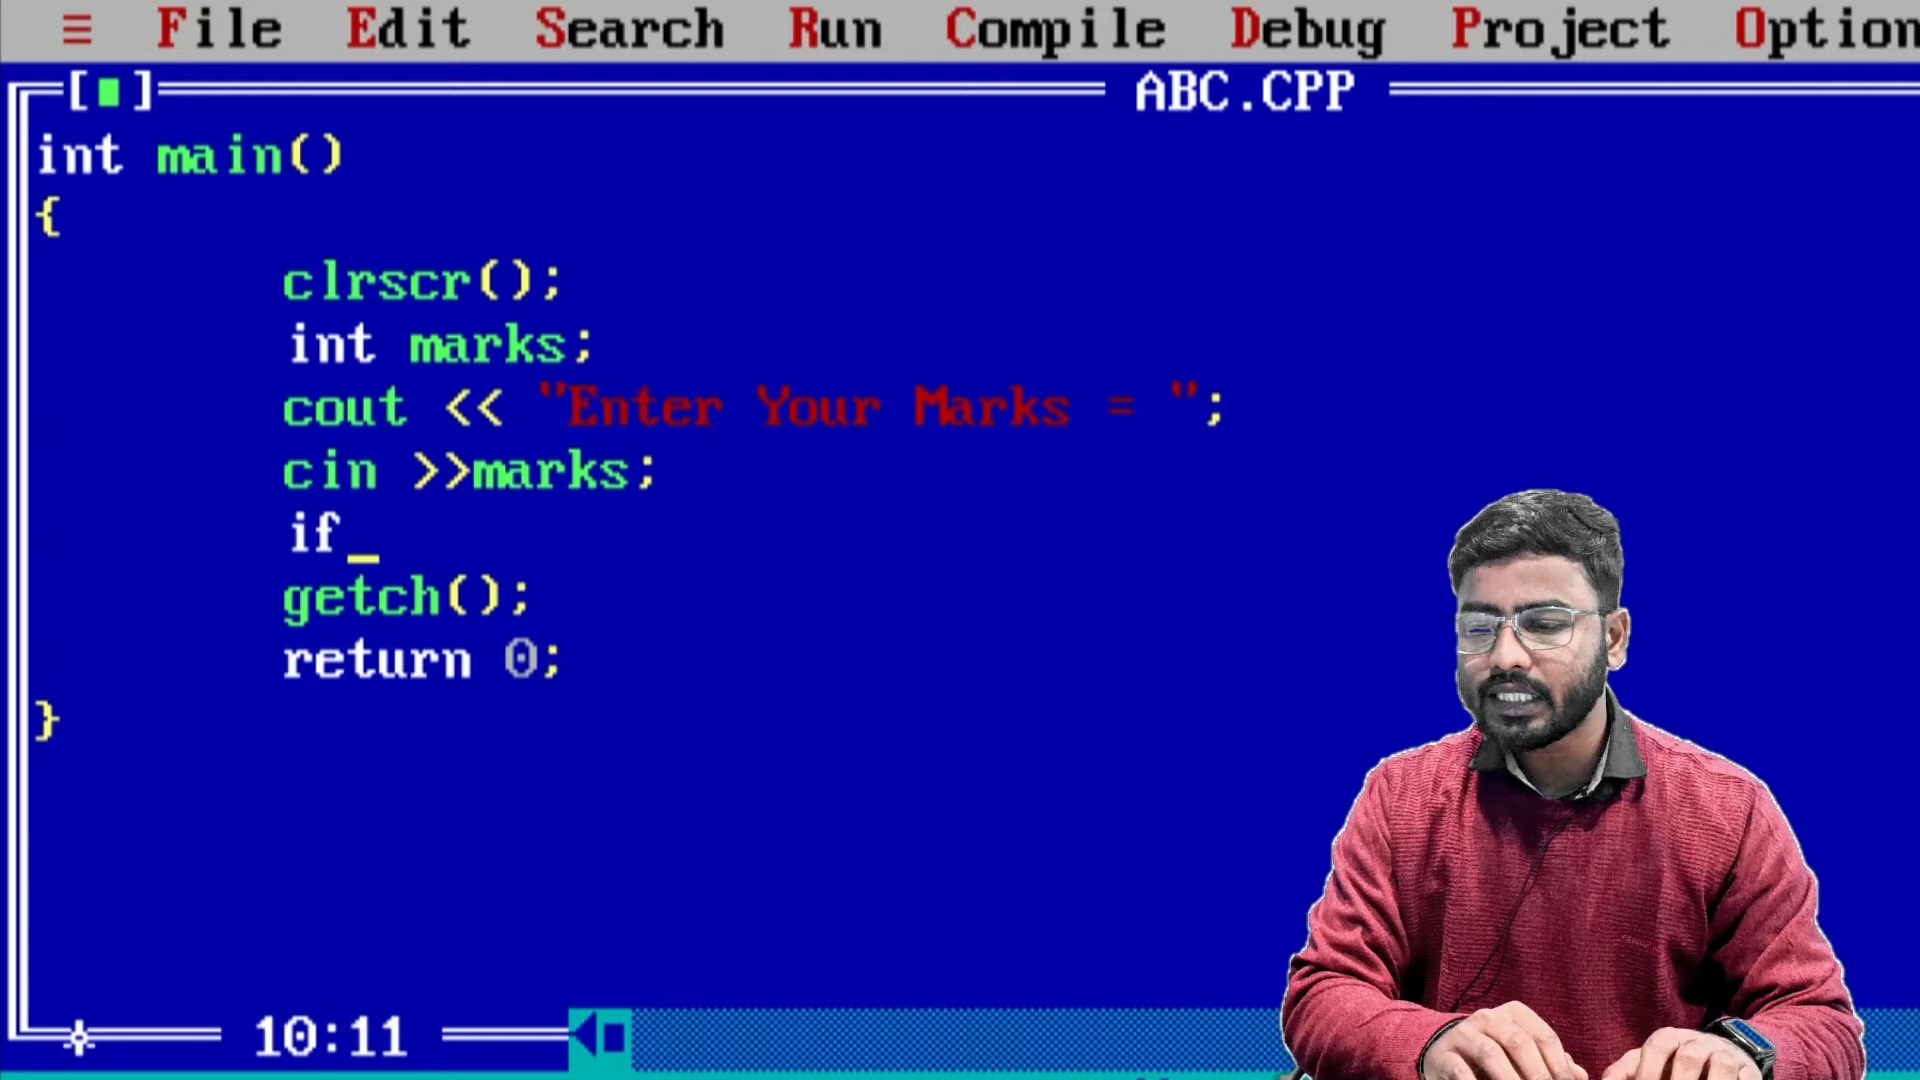 ≡ File Edit Search Run Compile Debug Project Option
[■] ABC.CPP
int main()
{
clrscr();
int marks;
cout << "Enter Your Marks = ";
cin >>marks;
if_
getch();
return 0;
}
10:11